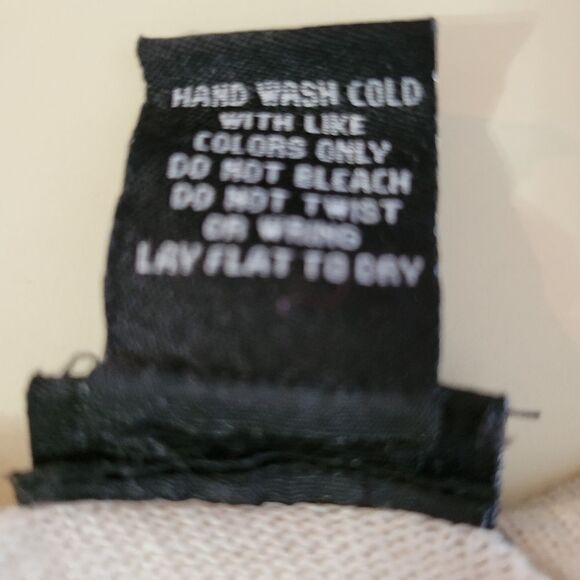 HAND WASH COLD
WITH LIKE
COLORS ONLY
DO NOT BLEACH
DO NOT TWIST
OR WRING
LAY FLAT TO DRY